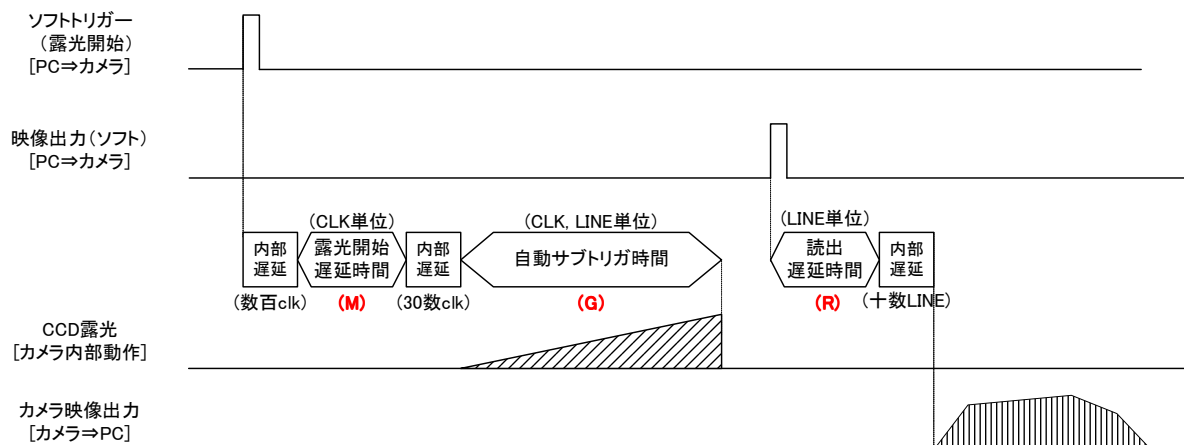 ソフトトリガー
(露光開始)
[PC⇒カメラ]
映像出力(ソフト)
[PC⇒カメラ]
(CLK単位)
(CLK, LINE単位)
(LINE単位)
内部
遅延
露光開始
遅延時間
内部
遅延
自動サブトリガ時間
読出
遅延時間
内部
遅延
(数百clk)
(M)
(30数clk)
(G)
(R)
(十数LINE)
CCD露光
[カメラ内部動作]
カメラ映像出力
[カメラ⇒PC]